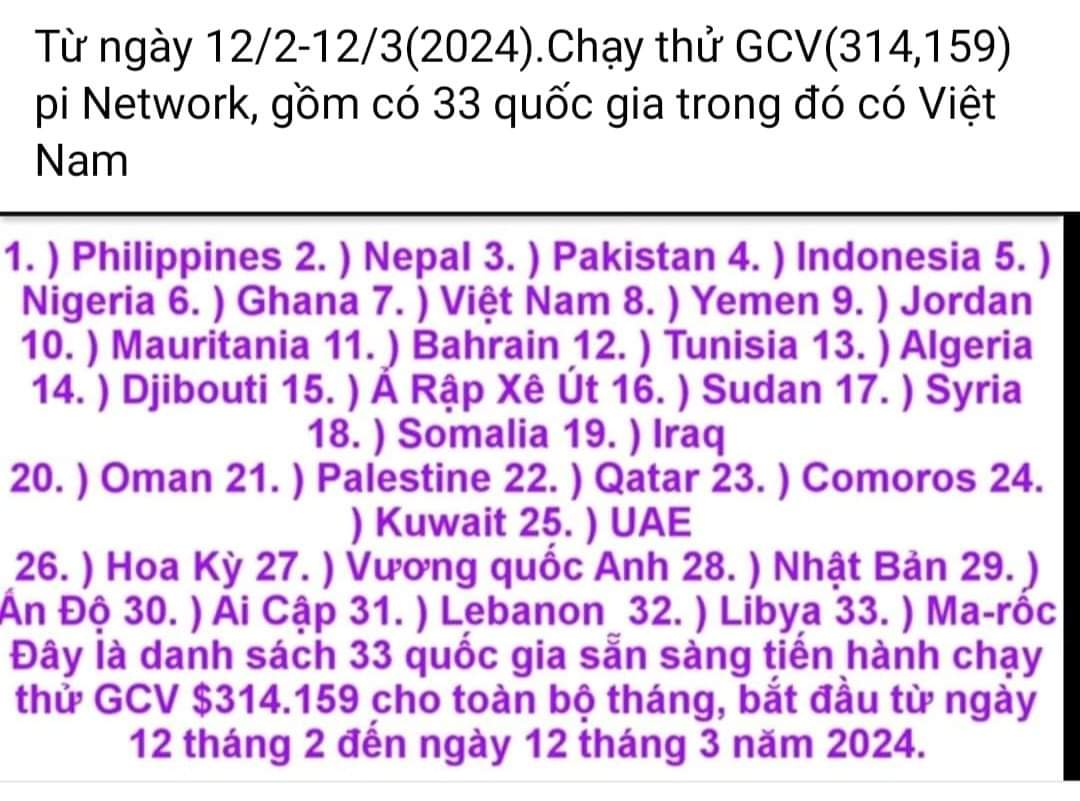 Từ ngày 12/2-12/3(2024).Chạy thử GCV(314,159)
pi Network, gồm có 33 quốc gia trong đó có Việt
Nam
1. ) Philippines 2. ) Nepal 3. ) Pakistan 4. ) Indonesia 5. )
Nigeria 6. ) Ghana 7. ) Việt Nam 8. ) Yemen 9. ) Jordan
10. ) Mauritania 11. ) Bahrain 12. ) Tunisia 13. ) Algeria
14. ) Djibouti 15. ) Ả Rập Xê Út 16. ) Sudan 17. ) Syria
18. ) Somalia 19. ) Iraq
20. ) Oman 21. ) Palestine 22. ) Qatar 23. ) Comoros 24.
) Kuwait 25. ) UAE
26. ) Hoa Kỳ 27. ) Vương quốc Anh 28. ) Nhật Bản 29. )
Ấn Độ 30. ) Ai Cập 31. ) Lebanon 32. ) Libya 33. ) Ma-rốc
Đây là danh sách 33 quốc gia sẵn sàng tiến hành chạy
thử GCV $314.159 cho toàn bộ tháng, bắt đầu từ ngày
12 tháng 2 đến ngày 12 tháng 3 năm 2024.